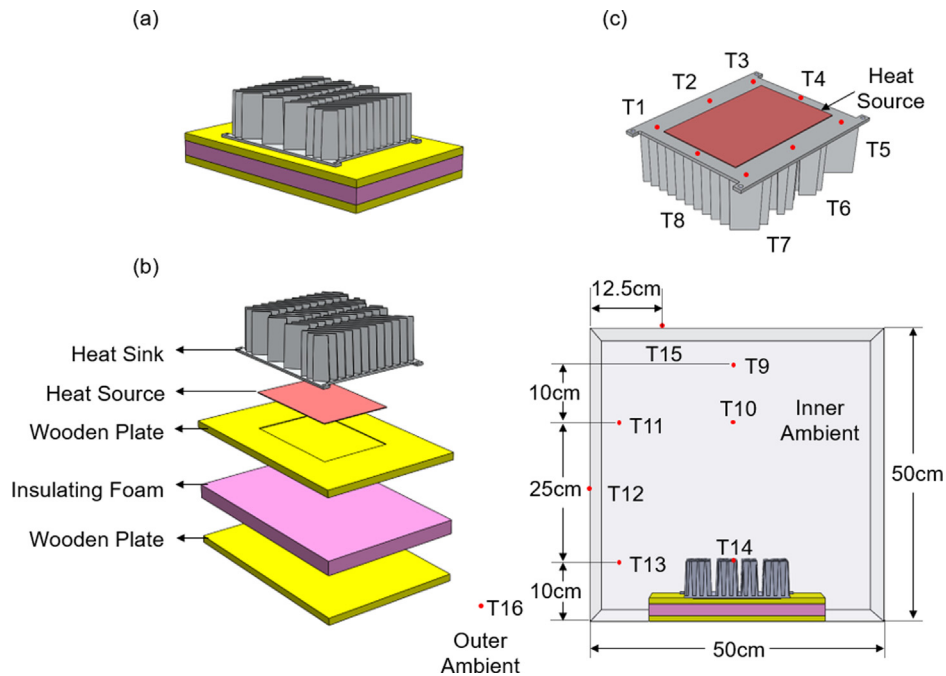 (a)
(b)
Heat Sink
Heat Source
Wooden Plate
Insulating Foam
Wooden Plate
(c)
T1
T2
T3
T4
Heat
Source
T5
T6
T7
T8
12.5cm
T15
T9
10cm
T11
T10
Inner
Ambient
25cm
T12
50cm
T13
T14
10cm
T16
Outer
Ambient
50cm